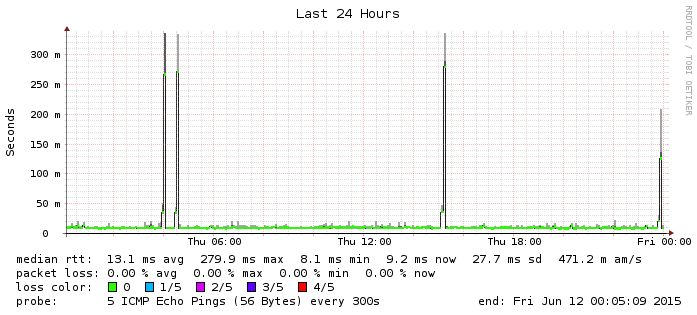 Last 24 Hours
RRDTOOL / TOBI OETIKER
Seconds
300 m
250 m
200 m
150 m
100 m
50 m
0
Thu 06:00 Thu 12:00 Thu 18:00 Fri 00:00
median rtt: 13.1 ms avg 279.9 ms max 8.1 ms min 9.2 ms now 27.7 ms sd 471.2 m am/s
packet loss: 0.00 % avg 0.00 % max 0.00 % min 0.00 % now
loss color: 0 1/5 2/5 3/5 4/5
probe: 5 ICMP Echo Pings (56 Bytes) every 300s end: Fri Jun 12 00:05:09 2015